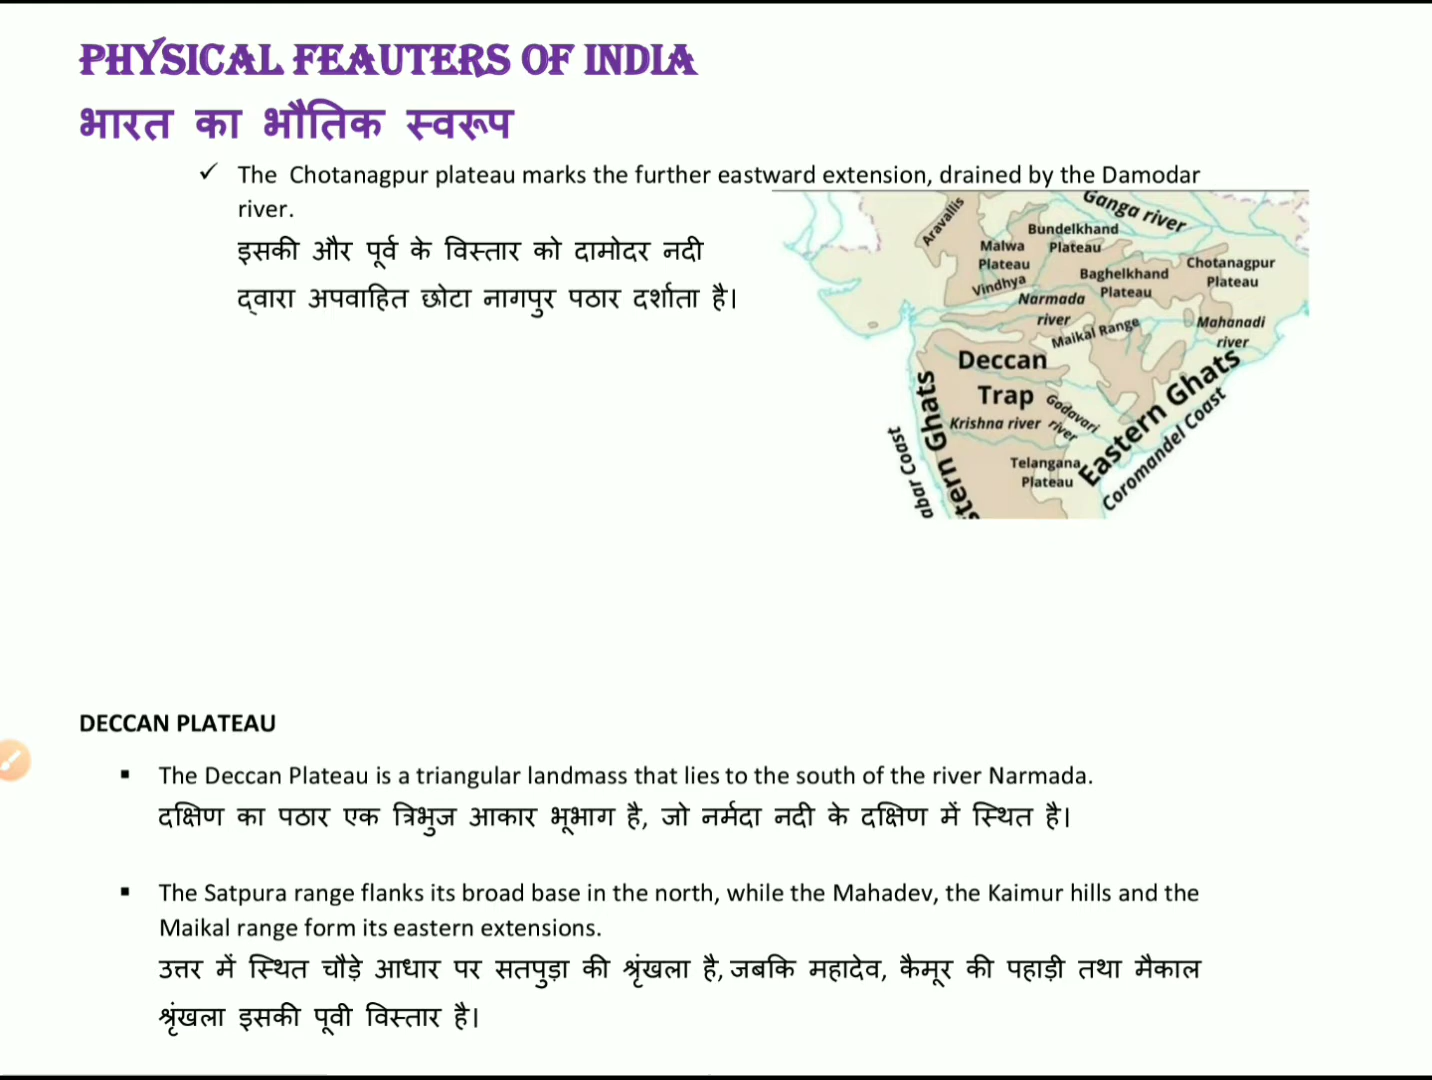 PHYSICAL FEAUTERS OF INDIA
भारत का भौतिक स्वरूप
✓ The Chotanagpur plateau marks the further eastward extension, drained by the Damodar
river.
इसकी और पूर्व के विस्तार को दामोदर नदी
द्वारा अपवाहित छोटा नागपुर पठार दर्शाता है।
Aravallis
Ganga river
Bundelkhand
Plateau
Malwa
Plateau
Vindhya
Baghelkhand
Plateau
Chotanagpur
Plateau
Narmada
river
Maikal Range
Mahanadi
river
Deccan
Trap
Godavari
river
Krishna river
Telangana
Plateau
stern Ghats
abar Coast
Eastern Ghats
Coromandel Coast
DECCAN PLATEAU
▪ The Deccan Plateau is a triangular landmass that lies to the south of the river Narmada.
दक्षिण का पठार एक त्रिभुज आकार भूभाग है, जो नर्मदा नदी के दक्षिण में स्थित है।
▪ The Satpura range flanks its broad base in the north, while the Mahadev, the Kaimur hills and the
Maikal range form its eastern extensions.
उत्तर में स्थित चौड़े आधार पर सतपुड़ा की श्रृंखला है, जबकि महादेव, कैमूर की पहाड़ी तथा मैकाल
श्रृंखला इसकी पूवी विस्तार है।